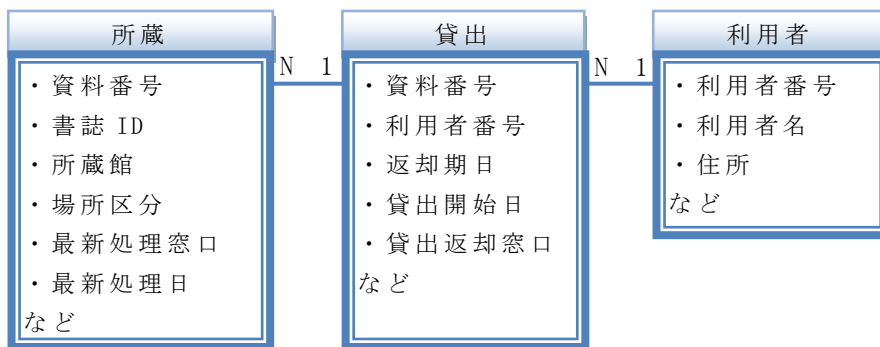 所蔵
・資料番号
・書誌 ID
・所蔵館
・場所区分
・最新処理窓口
・最新処理日
など
N 1
貸出
・資料番号
・利用者番号
・返却期日
・貸出開始日
・貸出返却窓口
など
N 1
利用者
・利用者番号
・利用者名
・住所
など